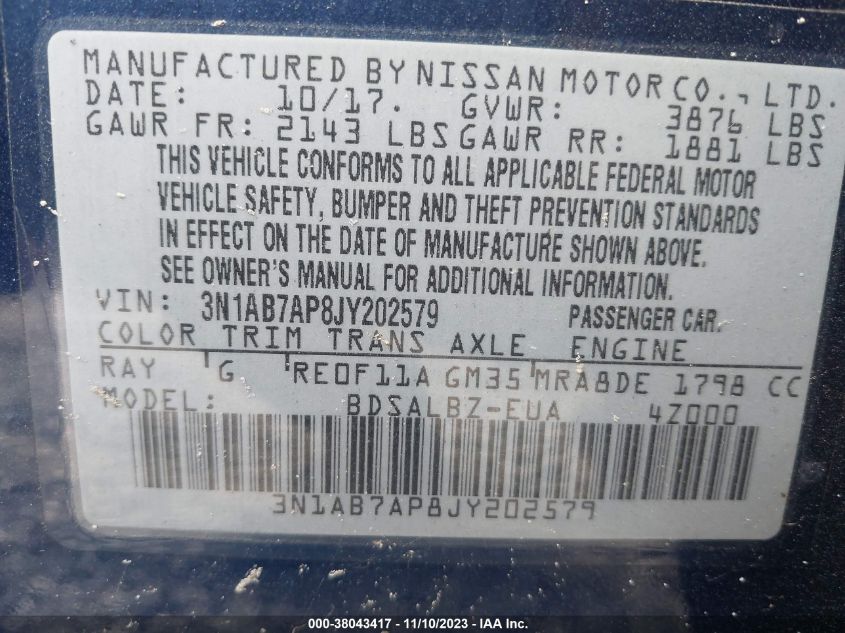 MANUFACTURED BY NISSAN MOTOR CO., LTD.
DATE: 10/17. GVWR: 3876 LBS
GAWR FR: 2143 LBS GAWR RR: 1881 LBS
THIS VEHICLE CONFORMS TO ALL APPLICABLE FEDERAL MOTOR
VEHICLE SAFETY, BUMPER AND THEFT PREVENTION STANDARDS
IN EFFECT ON THE DATE OF MANUFACTURE SHOWN ABOVE.
SEE OWNER'S MANUAL FOR ADDITIONAL INFORMATION.
VIN: 3N1AB7AP8JY202579 PASSENGER CAR.
COLOR TRIM TRANS AXLE ENGINE
RAY G RE0F11A GM35 MRA8DE 1798 CC
MODEL: BDSALBZ-EUA 4Z000
3N1AB7AP8JY202579
000-38043417 - 11/10/2023 - IAA Inc.